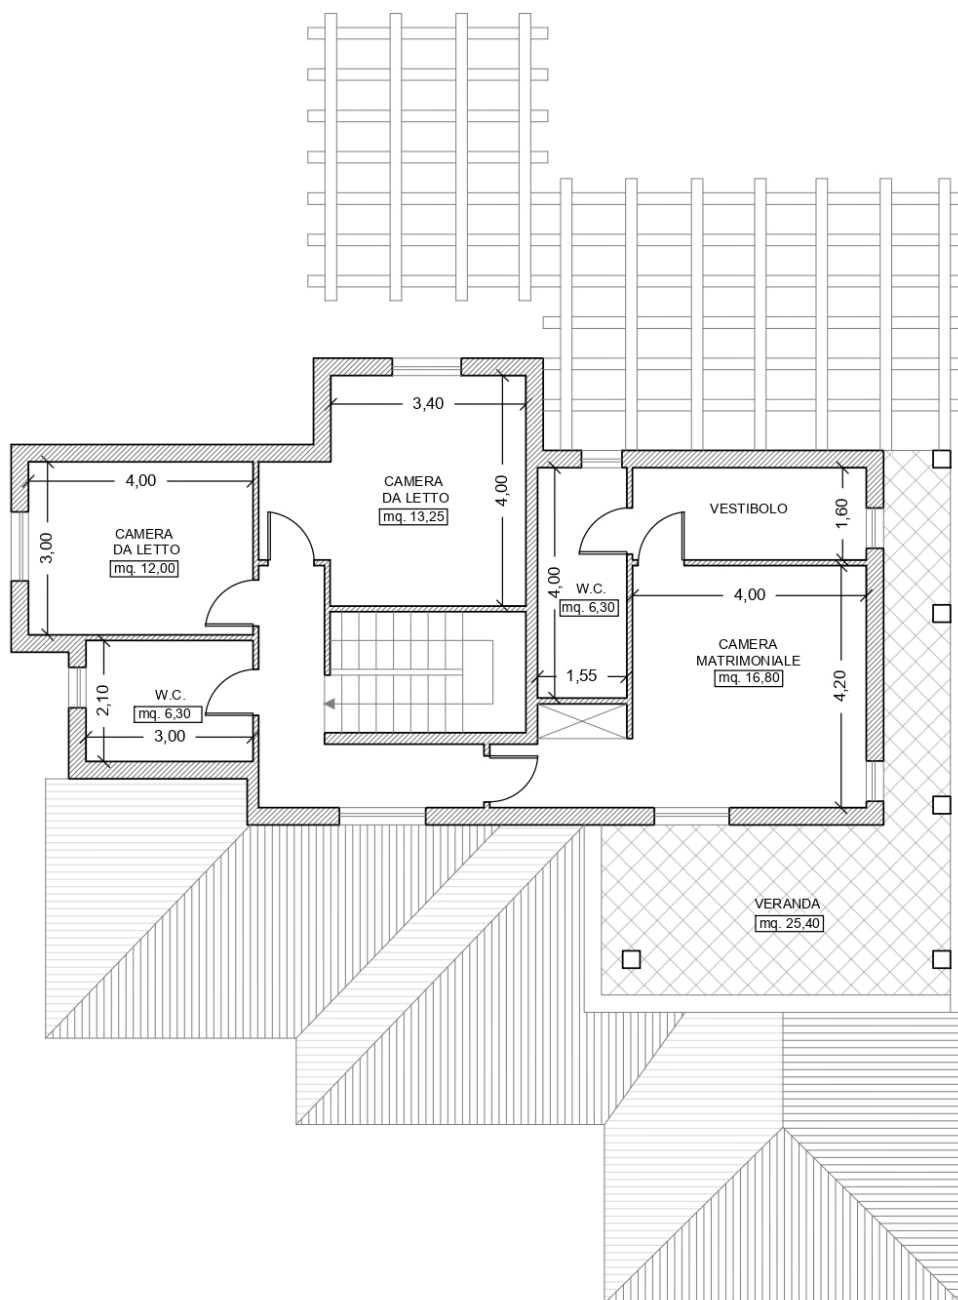 3,40
CAMERA
DA LETTO
mq. 13,25
4,00
4,00
CAMERA
DA LETTO
mq. 12,00
3,00
VESTIBOLO
1,60
4,00
W.C.
mq. 6,30
1,55
4,00
CAMERA
MATRIMONIALE
mq. 16,80
4,20
W.C.
mq. 6,30
2,10
3,00
VERANDA
mq. 25,40